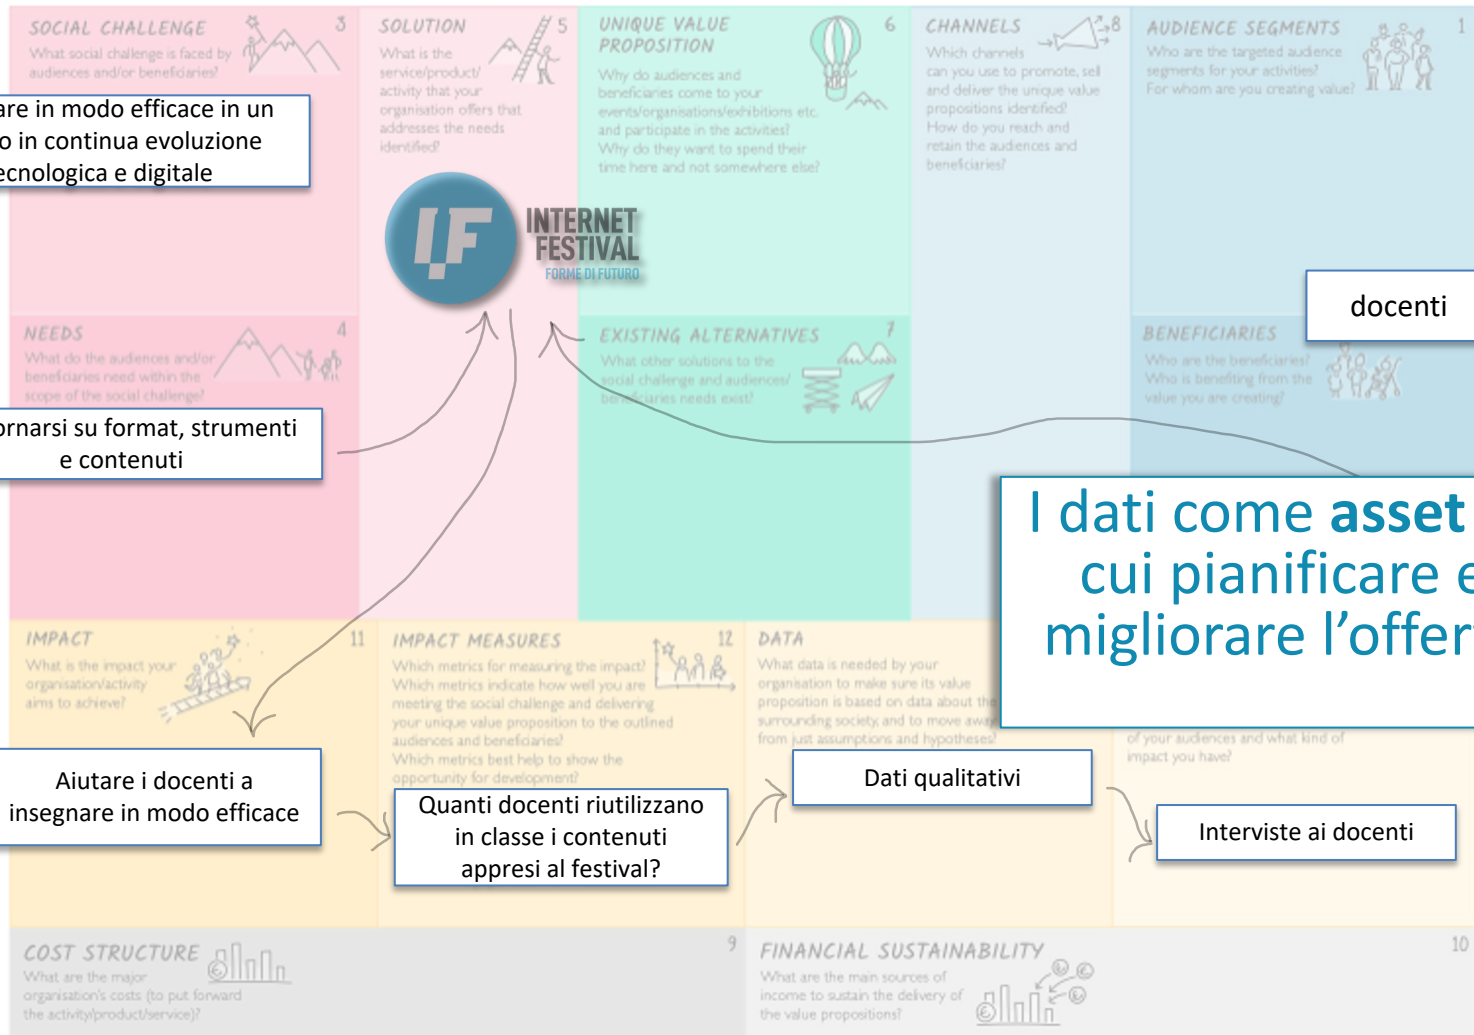 SOCIAL CHALLENGE
3
What social challenge is faced by
audiences and/or beneficiaries?
are in modo efficace in un
o in continua evoluzione
ecnologica e digitale
NEEDS
4
What do the audiences and/or
beneficiaries need within the
scope of the social challenge?
ornarsi su format, strumenti
e contenuti
SOLUTION
5
What is the
service/product/
activity that your
organisation offers that
addresses the needs
identified?
I.F
INTERNET
FESTIVAL
FORME DI FUTURO
UNIQUE VALUE
PROPOSITION
6
Why do audiences and
beneficiaries come to your
events/organisations/exhibitions etc.
and participate in the activities?
Why do they want to spend their
time here and not somewhere else?
EXISTING ALTERNATIVES
7
What other solutions to the
social challenge and audiences/
beneficiaries needs exist?
CHANNELS
8
Which channels
can you use to promote, sell
and deliver the unique value
propositions identified?
How do you reach and
retain the audiences and
beneficiaries?
AUDIENCE SEGMENTS
1
Who are the targeted audience
segments for your activities?
For whom are you creating value?
docenti
BENEFICIARIES
Who are the beneficiaries?
Who is benefiting from the
value you are creating?
I dati come asset
cui pianificare e
migliorare l’offer
IMPACT
11
What is the impact your
organisation/activity
aims to achieve?
Aiutare i docenti a
insegnare in modo efficace
IMPACT MEASURES
12
Which metrics for measuring the impact?
Which metrics indicate how well you are
meeting the social challenge and delivering
your unique value proposition to the outlined
audiences and beneficiaries?
Which metrics best help to show the
opportunity for development?
Quanti docenti riutilizzano
in classe i contenuti
appresi al festival?
DATA
What data is needed by your
organisation to make sure its value
proposition is based on data about the
surrounding society, and to move away
from just assumptions and hypotheses?
Dati qualitativi
of your audiences and what kind of
impact you have?
Interviste ai docenti
COST STRUCTURE
9
What are the major
organisation's costs (to put forward
the activity/product/service)?
FINANCIAL SUSTAINABILITY
10
What are the main sources of
income to sustain the delivery of
the value propositions?